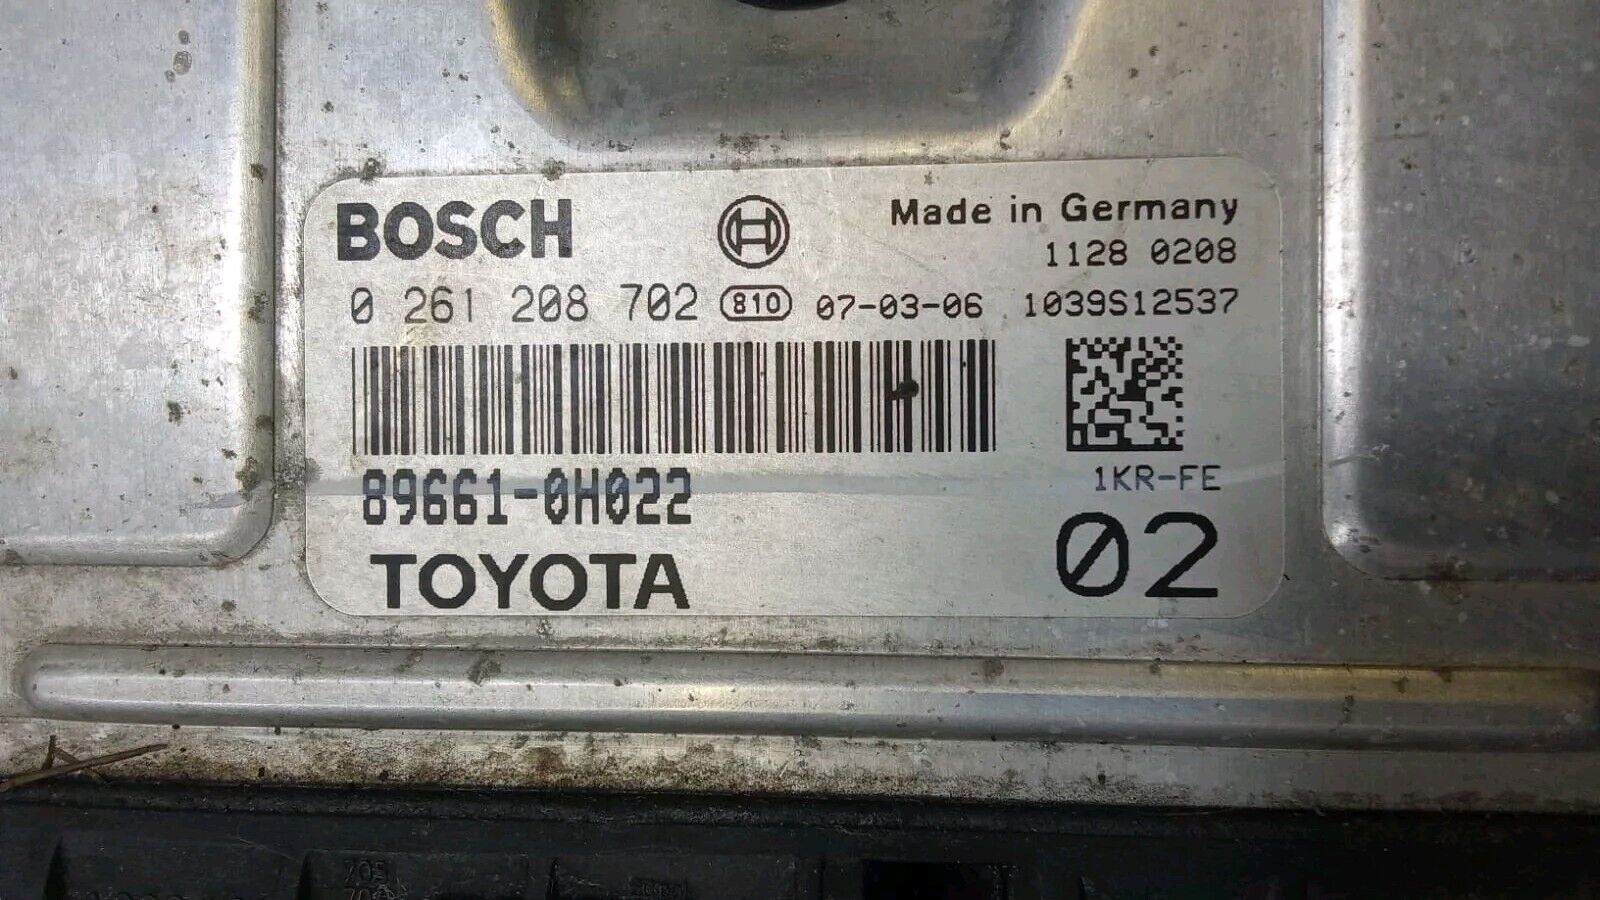 BOSCH Made in Germany
1128 0208
0 261 208 702 810 07-03-06 1039S12537
89661-0H022 1KR-FE
TOYOTA 02
705